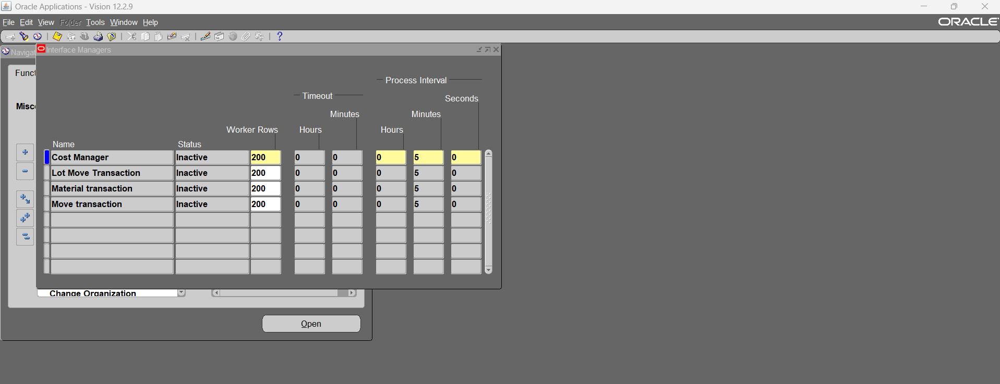 Oracle Applications - Vision 12.2.9
File Edit View Folder Tools Window Help
ORACLE
Navigat
Interface Managers
Funct
Misc
Process Interval
Timeout
Seconds
Minutes Minutes
Worker Rows Hours Hours
Name Status
Cost Manager Inactive 200 0 0 0 5 0
Lot Move Transaction Inactive 200 0 0 0 5 0
Material transaction Inactive 200 0 0 0 5 0
Move transaction Inactive 200 0 0 0 5 0
Change Organization
Open